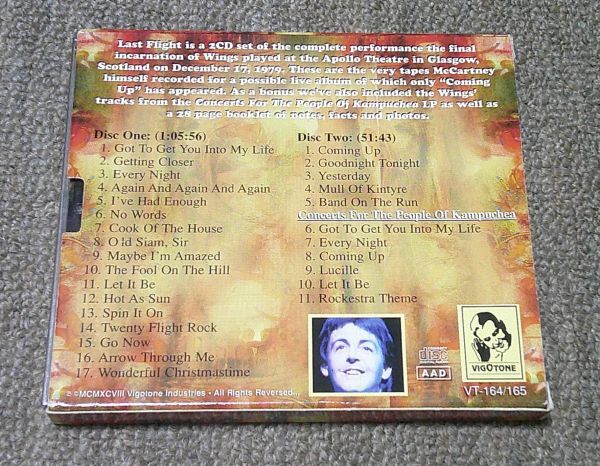 Last Flight is a 2CD set of the complete performance the final
incarnation of Wings played at the Apollo Theatre in Glasgow,
Scotland on December 17, 1979. These are the very tapes McCartney
himself recorded for a possible live album of which only "Coming
Up" has appeared. As a bonus we've also included the Wings'
tracks from the Concerts For The People Of Kampuchea LP as well as
a 28 page booklet of notes, facts and photos.
Disc One: (1:05:56)
1. Got To Get You Into My Life
2. Getting Closer
3. Every Night
4. Again And Again And Again
5. I've Had Enough
6. No Words
7. Cook Of The House
8. Old Siam, Sir
9. Maybe I'm Amazed
10. The Fool On The Hill
11. Let It Be
12. Hot As Sun
13. Spin It On
14. Twenty Flight Rock
15. Go Now
16. Arrow Through Me
17. Wonderful Christmastime
Disc Two: (51:43)
1. Coming Up
2. Goodnight Tonight
3. Yesterday
4. Mull Of Kintyre
5. Band On The Run
Concerts For The People Of Kampuchea
6. Got To Get You Into My Life
7. Every Night
8. Coming Up
9. Lucille
10. Let It Be
11. Rockestra Theme
COMPACT
disc
AAD
VIGOTONE
VT-164/165
℗ ©MCMXCVIII Vigotone Industries • All Rights Reversed...